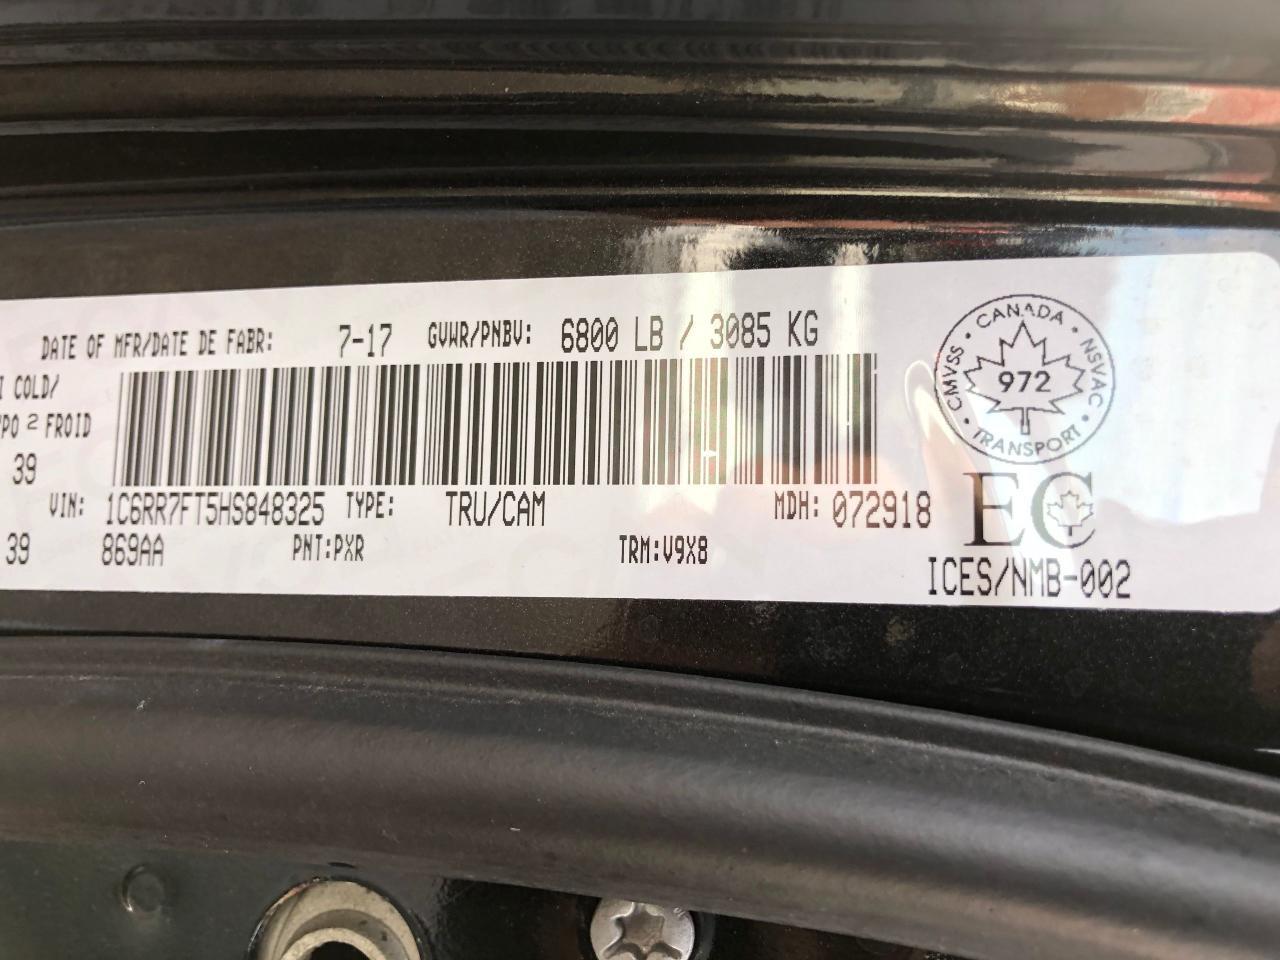 DATE OF MFR/DATE DE FABR: 7-17 GVWR/PNBV: 6800 LB / 3085 KG
COLD/
FROID
39
VIN: 1C6RR7FT5HS848325 TYPE: TRU/CAM MDH: 072918
39 869AA PNT:PXR TRM:V9X8
CANADA
CMVSS 972 NSVAC
TRANSPORT
EC
ICES/NMB-002